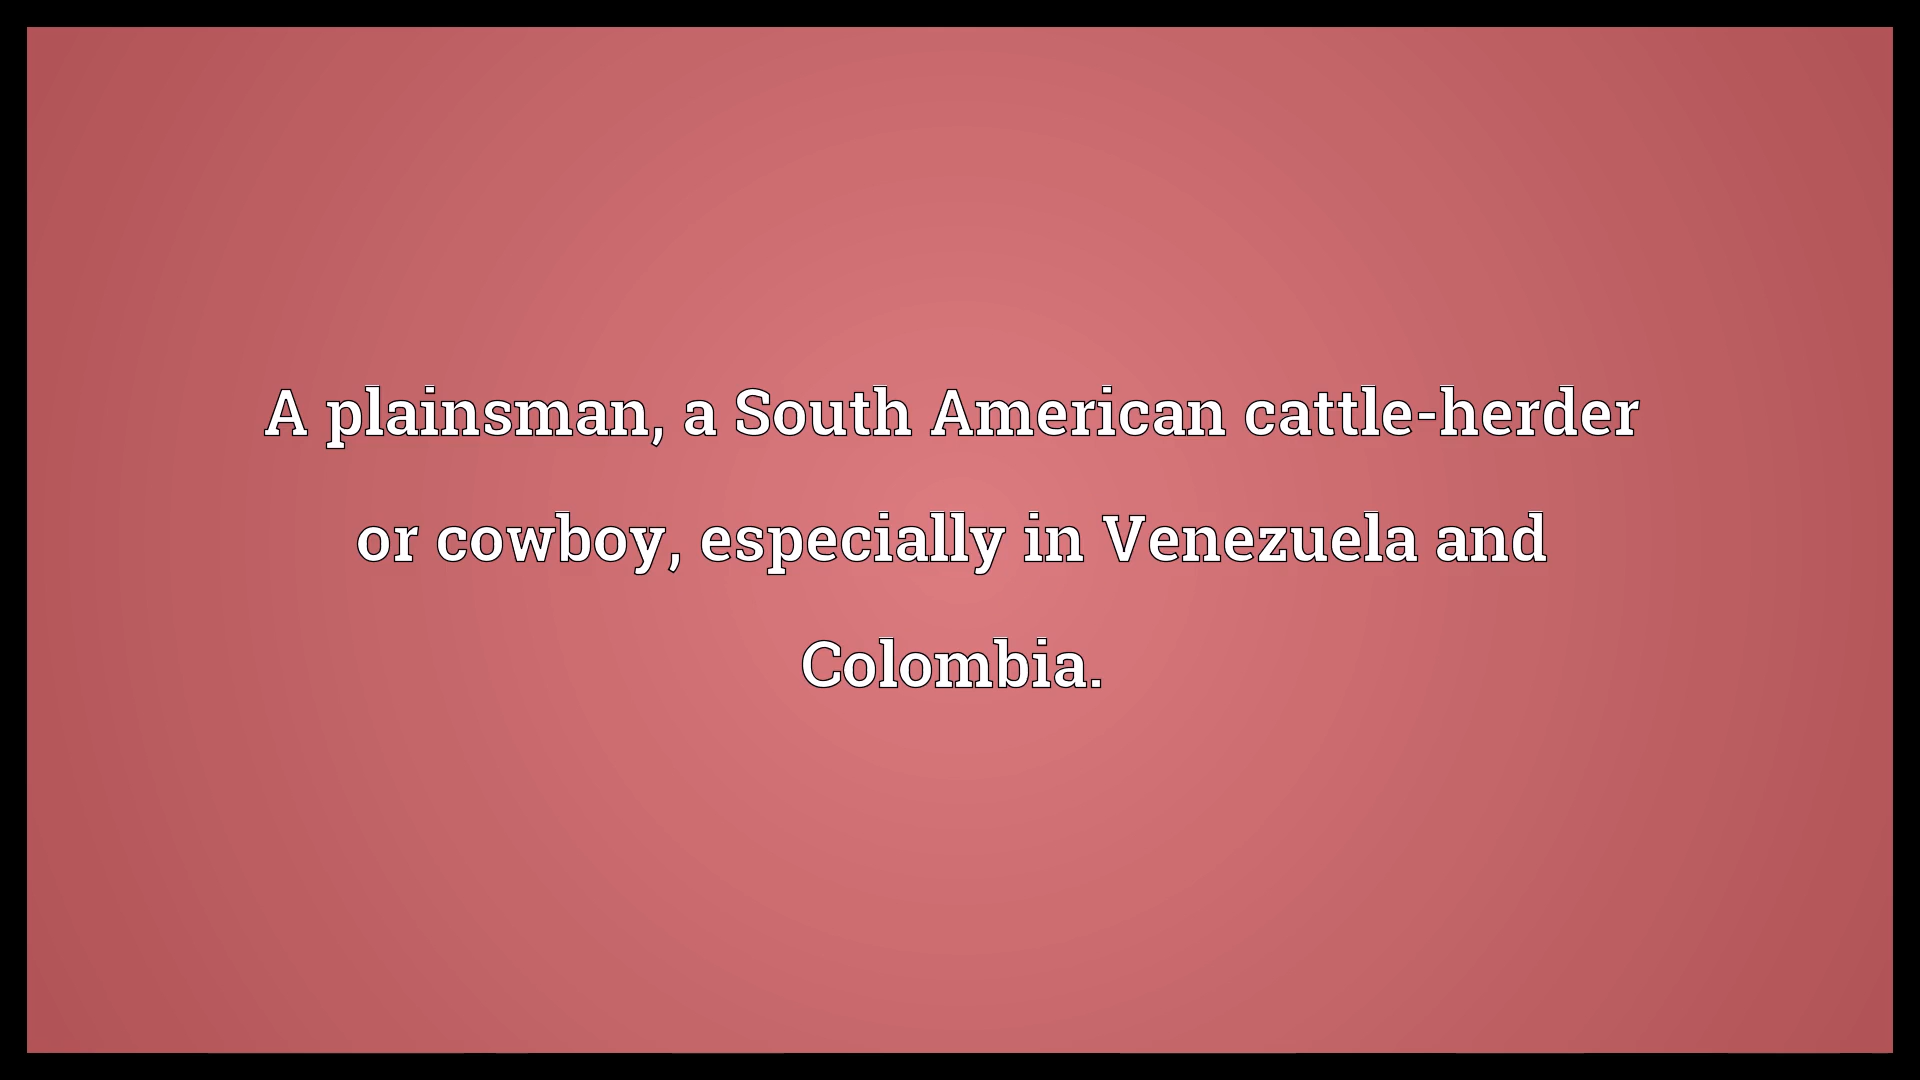 A plainsman, a South American cattle-herder
or cowboy, especially in Venezuela and
Colombia.